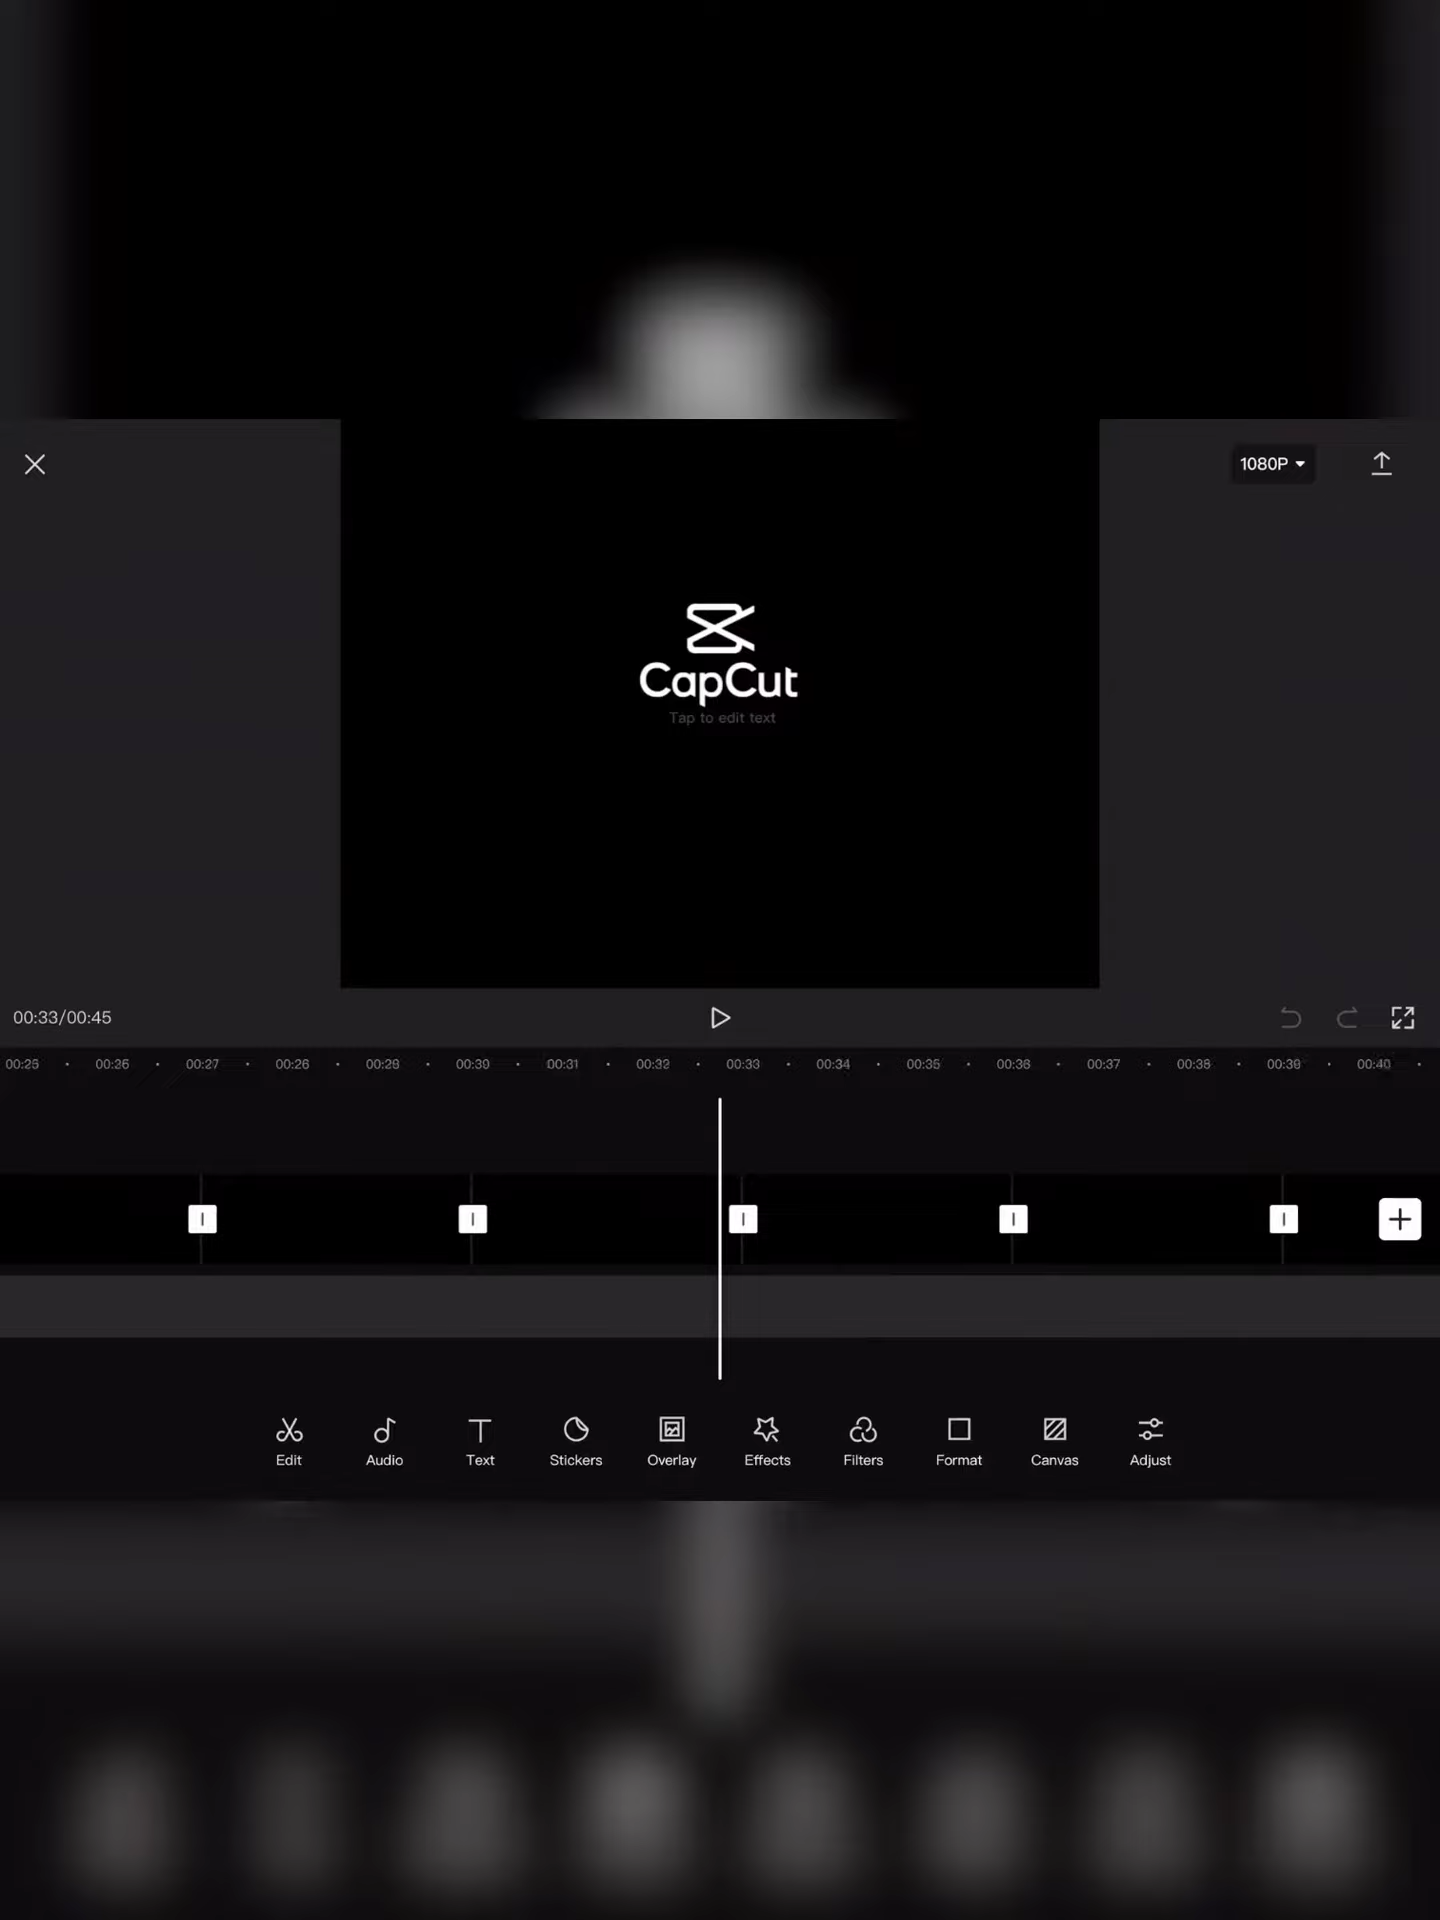 1080P
CapCut
Tap to edit text
00:33/00:45
00:25 00:26 00:27 00:26 00:29 00:30 00:31 00:32 00:33 00:34 00:35 00:36 00:37 00:38 00:39 00:40
Edit Audio Text Stickers Overlay Effects Filters Format Canvas Adjust